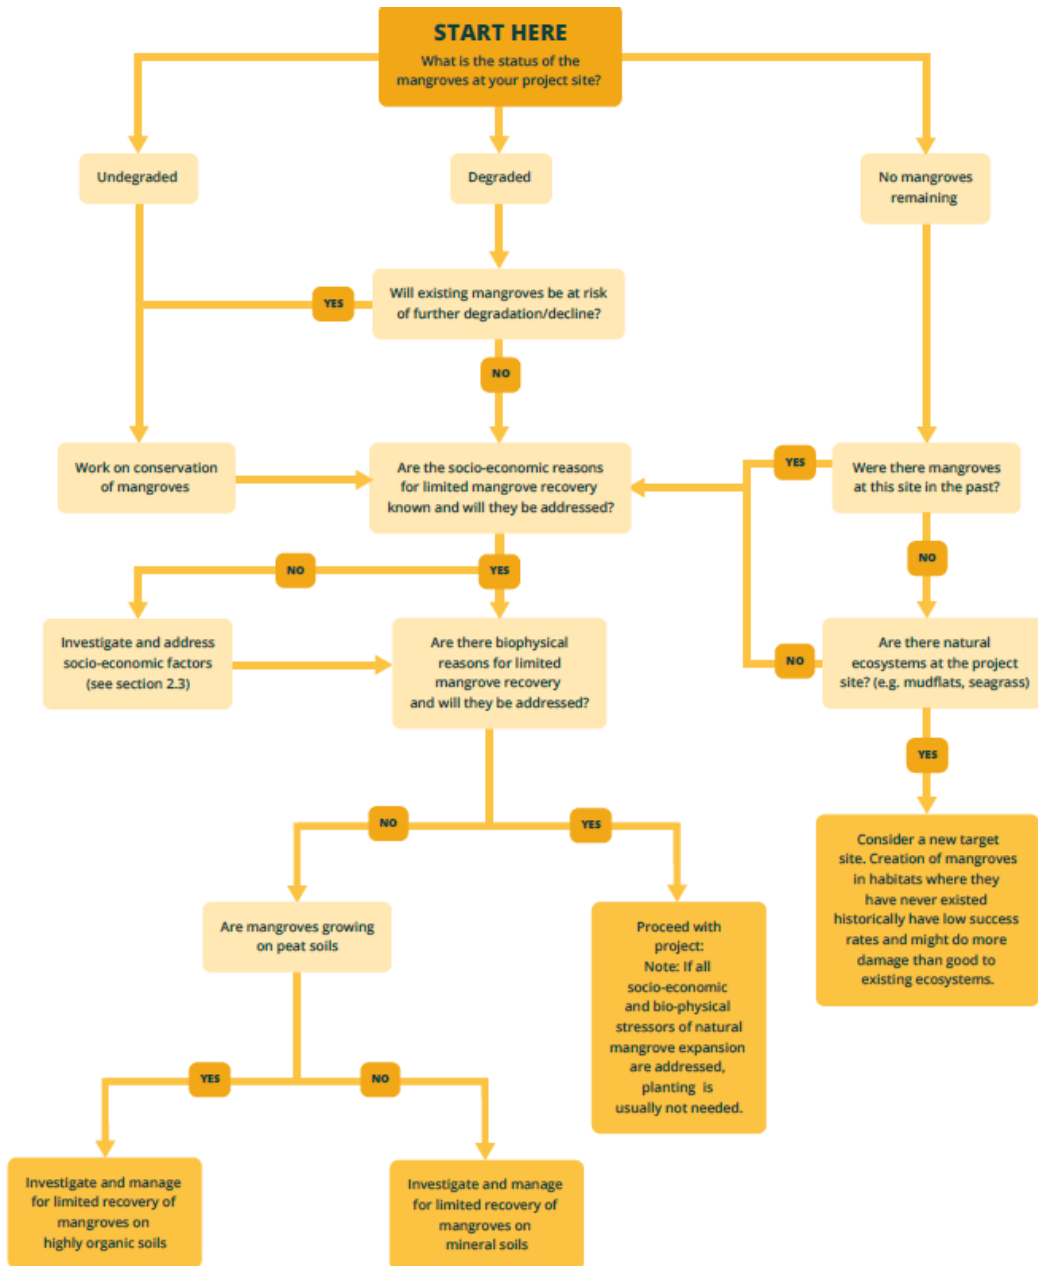 START HERE
What is the status of the
mangroves at your project site?
Undegraded
Degraded
No mangroves
remaining
Will existing mangroves be at risk
of further degradation/decline?
YES
NO
Work on conservation
of mangroves
Are the socio-economic reasons
for limited mangrove recovery
known and will they be addressed?
YES
Were there mangroves
at this site in the past?
NO
NO
YES
Investigate and address
socio-economic factors
(see section 2.3)
Are there biophysical
reasons for limited
mangrove recovery
and will they be addressed?
NO
Are there natural
ecosystems at the project
site? (e.g. mudflats, seagrass)
YES
NO
YES
Consider a new target
site. Creation of mangroves
in habitats where they
have never existed
historically have low success
rates and might do more
damage than good to
existing ecosystems.
Are mangroves growing
on peat soils
Proceed with
project:
Note: If all
socio-economic
and bio-physical
stressors of natural
mangrove expansion
are addressed,
planting is
usually not needed.
YES
NO
Investigate and manage
for limited recovery of
mangroves on
highly organic soils
Investigate and manage
for limited recovery of
mangroves on
mineral soils